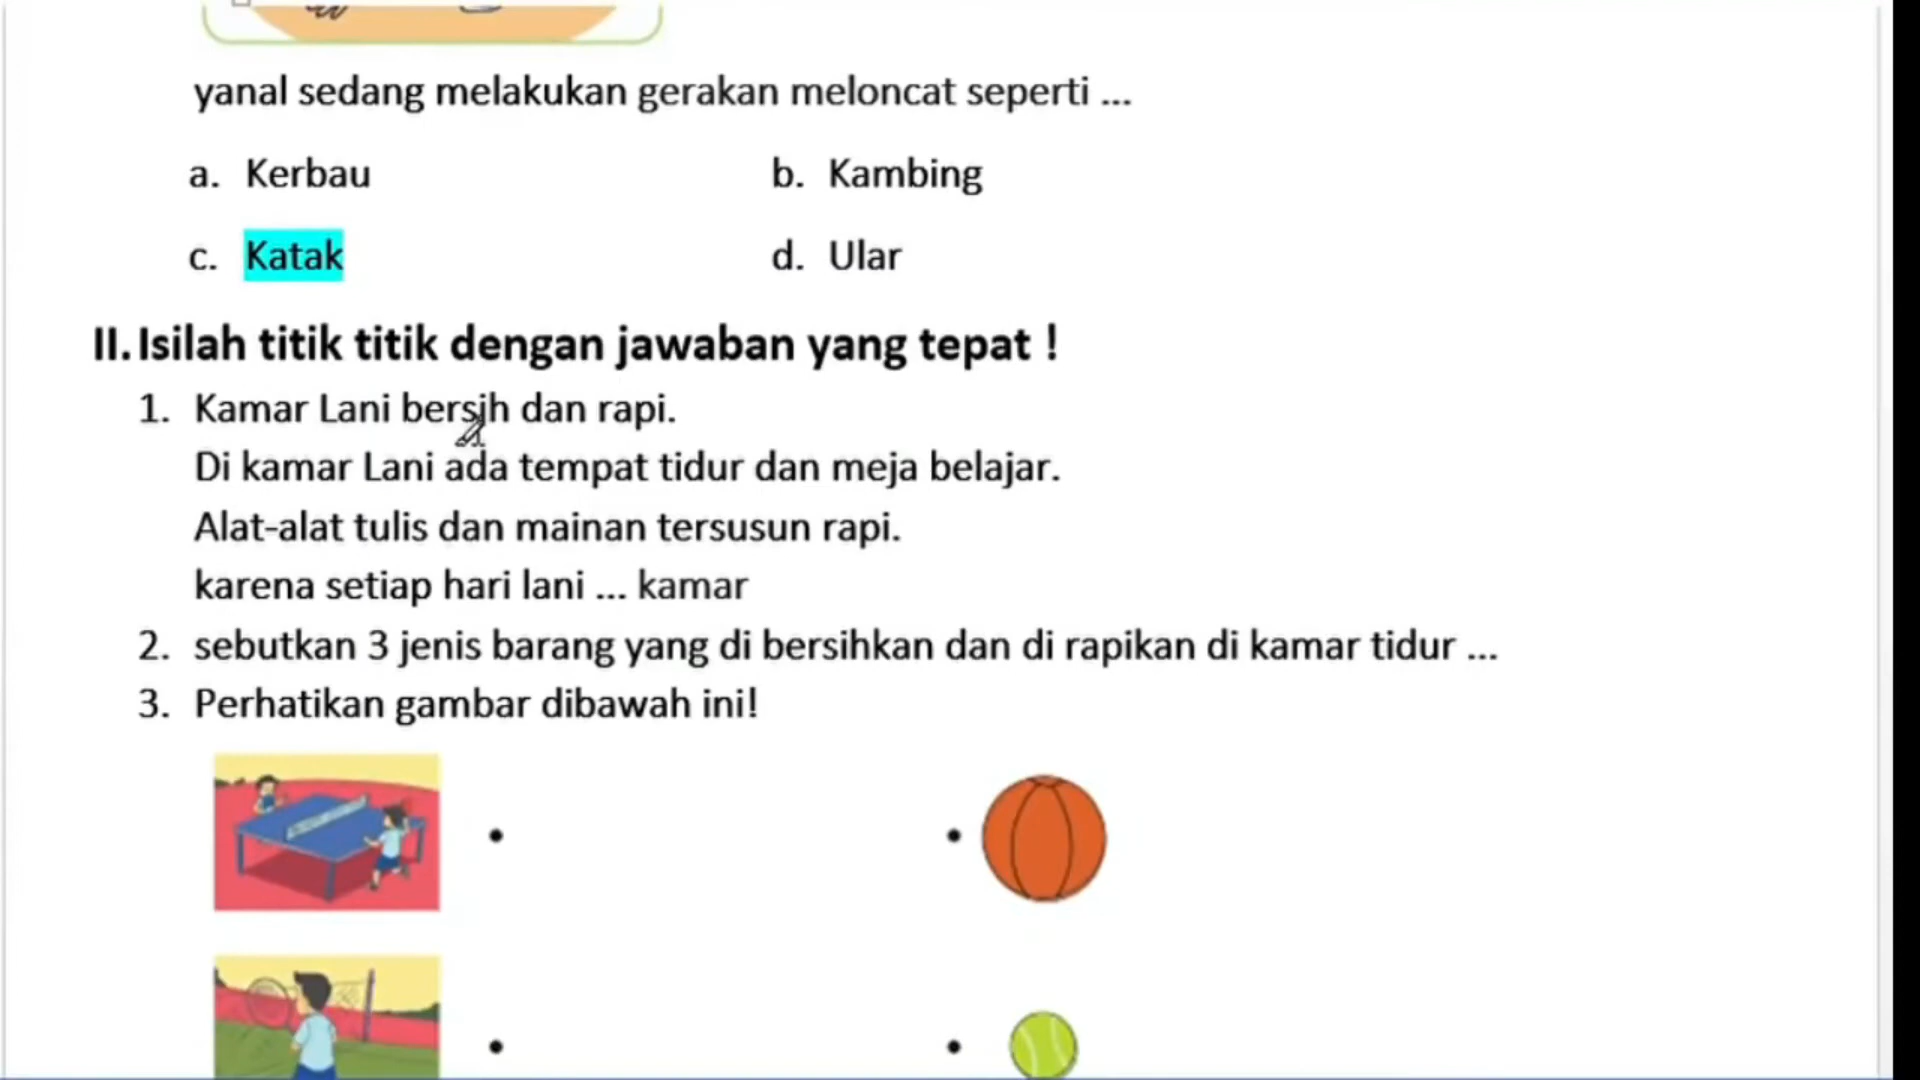 yanal sedang melakukan gerakan meloncat seperti ...
a. Kerbau b. Kambing
c. Katak d. Ular
II. Isilah titik titik dengan jawaban yang tepat !
1. Kamar Lani bersih dan rapi.
Di kamar Lani ada tempat tidur dan meja belajar.
Alat-alat tulis dan mainan tersusun rapi.
karena setiap hari lani ... kamar
2. sebutkan 3 jenis barang yang di bersihkan dan di rapikan di kamar tidur ...
3. Perhatikan gambar dibawah ini!